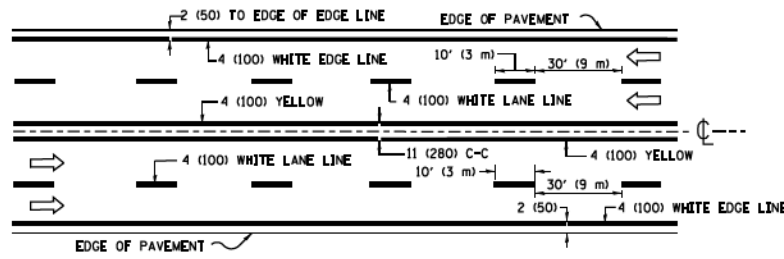 2 (50) TO EDGE OF EDGE LINE
EDGE OF PAVEMENT
4 (100) WHITE EDGE LINE
10' (3 m)
30' (9 m)
4 (100) YELLOW
4 (100) WHITE LANE LINE
℄
4 (100) WHITE LANE LINE
11 (280) C-C
4 (100) YELLOW
10' (3 m)
30' (9 m)
2 (50)
4 (100) WHITE EDGE LINE
EDGE OF PAVEMENT